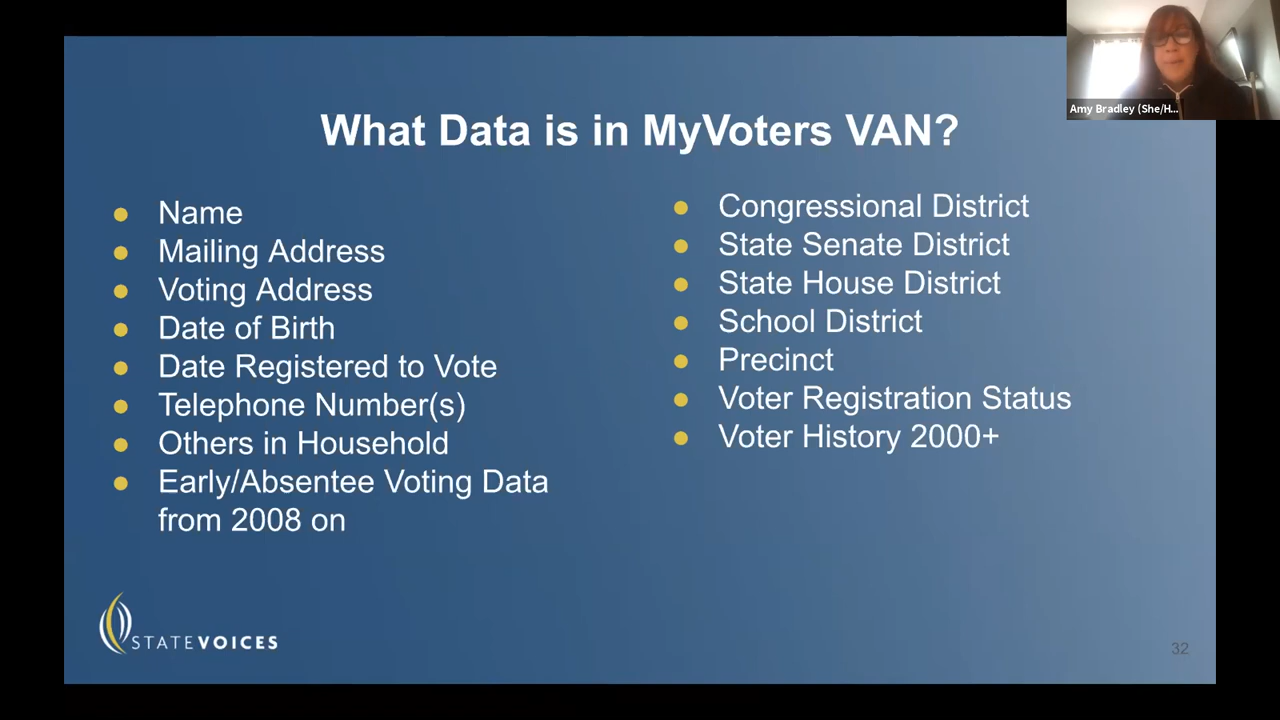 What Data is in MyVoters VAN?
Name
Mailing Address
Voting Address
Date of Birth
Date Registered to Vote
Telephone Number(s)
Others in Household
Early/Absentee Voting Data
from 2008 on
Congressional District
State Senate District
State House District
School District
Precinct
Voter Registration Status
Voter History 2000+
STATEVOICES
32
Amy Bradley (She/H...